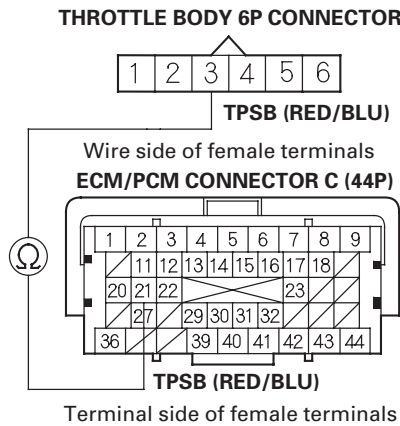 THROTTLE BODY 6P CONNECTOR
1 2 3 4 5 6
TPSB (RED/BLU)
Wire side of female terminals
ECM/PCM CONNECTOR C (44P)
1 2 3 4 5 6 7 8 9
11 12 13 14 15 16 17 18
Ω
20 21 22 23
27 29 30 31 32
36 39 40 41 42 43 44
TPSB (RED/BLU)
Terminal side of female terminals